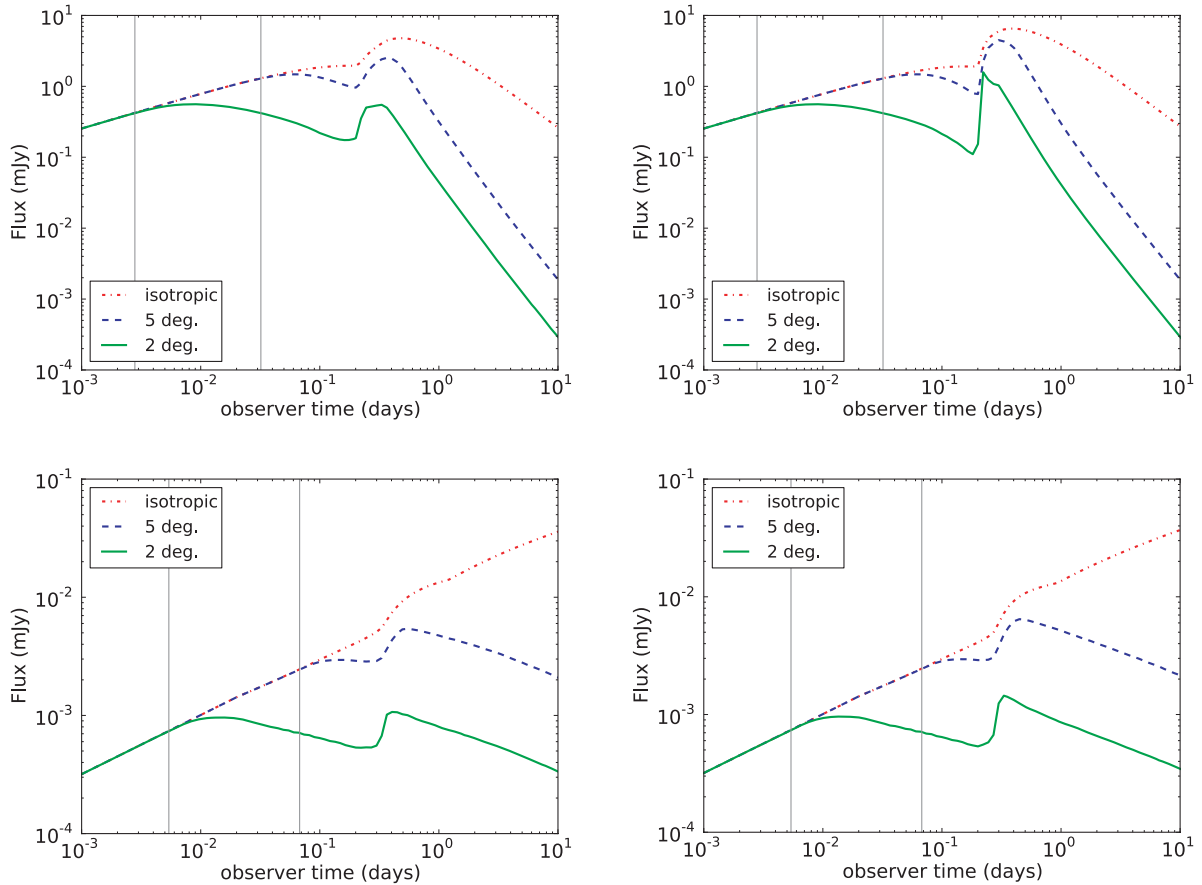 10^1
10^0
10^-1
10^-2
10^-3
10^-4
Flux (mJy)
isotropic
5 deg.
2 deg.
10^-3 10^-2 10^-1 10^0 10^1
observer time (days)
10^1
10^0
10^-1
10^-2
10^-3
10^-4
Flux (mJy)
isotropic
5 deg.
2 deg.
10^-3 10^-2 10^-1 10^0 10^1
observer time (days)
10^-1
10^-2
10^-3
10^-4
Flux (mJy)
isotropic
5 deg.
2 deg.
10^-3 10^-2 10^-1 10^0 10^1
observer time (days)
10^-1
10^-2
10^-3
10^-4
Flux (mJy)
isotropic
5 deg.
2 deg.
10^-3 10^-2 10^-1 10^0 10^1
observer time (days)